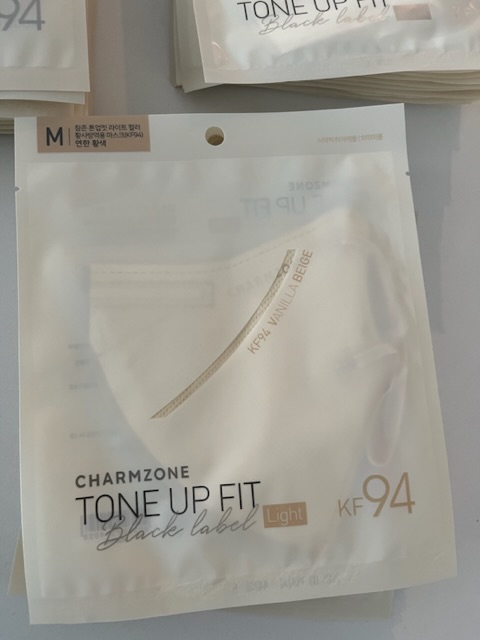 94
TONE UP FIT
Black label
M
참존 톤업핏 라이트 컬러
황사방역용 마스크(KF94)
연한 황색
KF94 VANILLA BEIGE
CHARMZONE
TONE UP FIT
Black label Light
KF94